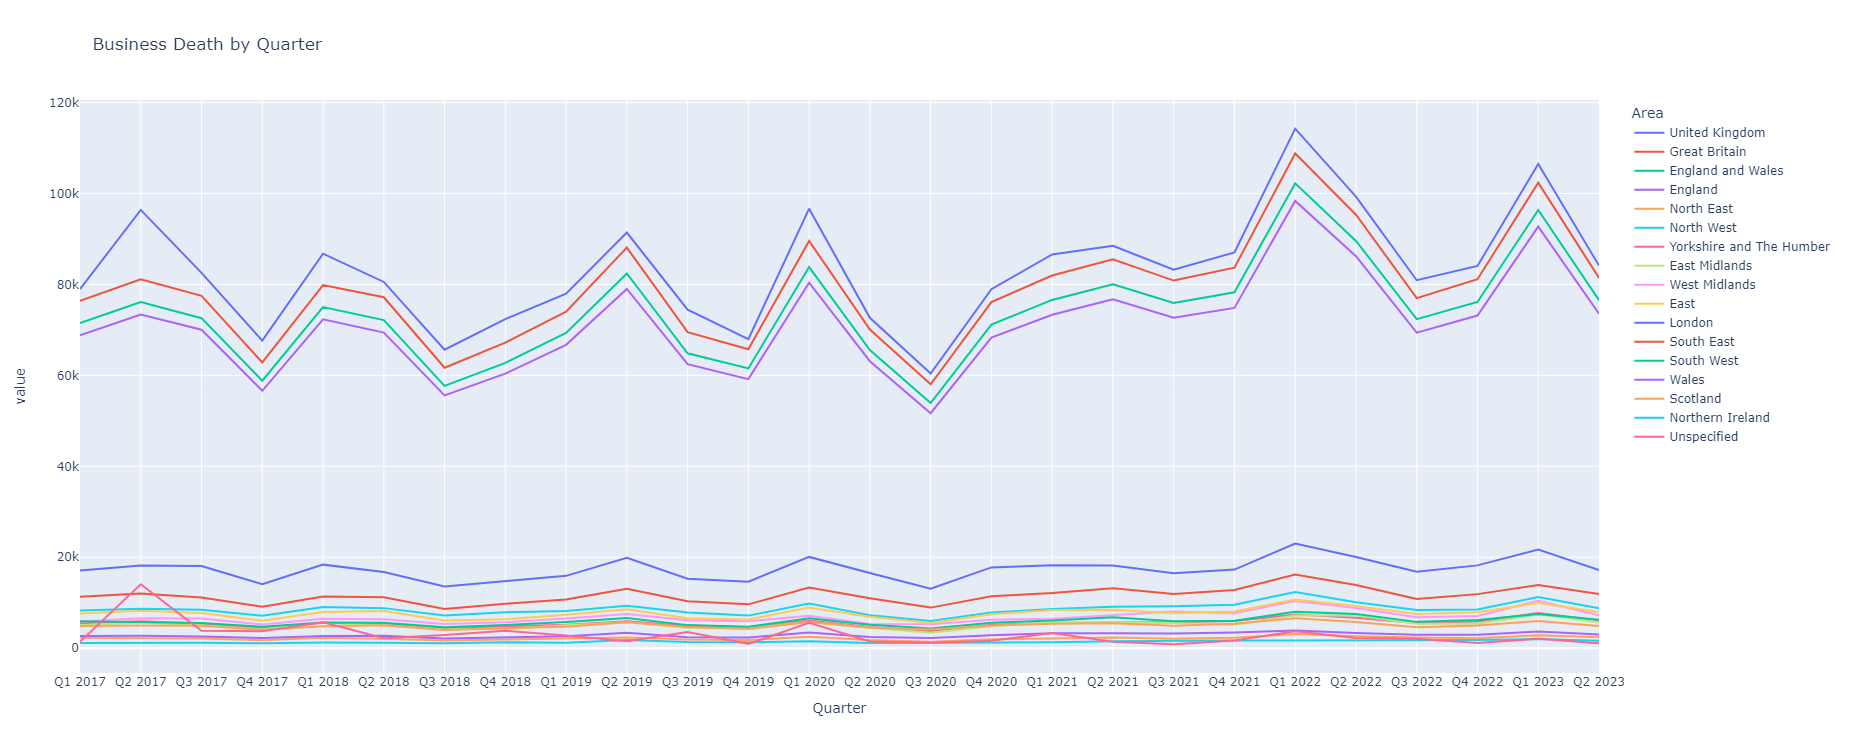 Business Death by Quarter
120k
100k
80k
60k
40k
20k
0
value
Q1 2017 Q2 2017 Q3 2017 Q4 2017 Q1 2018 Q2 2018 Q3 2018 Q4 2018 Q1 2019 Q2 2019 Q3 2019 Q4 2019 Q1 2020 Q2 2020 Q3 2020 Q4 2020 Q1 2021 Q2 2021 Q3 2021 Q4 2021 Q1 2022 Q2 2022 Q3 2022 Q4 2022 Q1 2023 Q2 2023
Quarter
Area
United Kingdom
Great Britain
England and Wales
England
North East
North West
Yorkshire and The Humber
East Midlands
West Midlands
East
London
South East
South West
Wales
Scotland
Northern Ireland
Unspecified